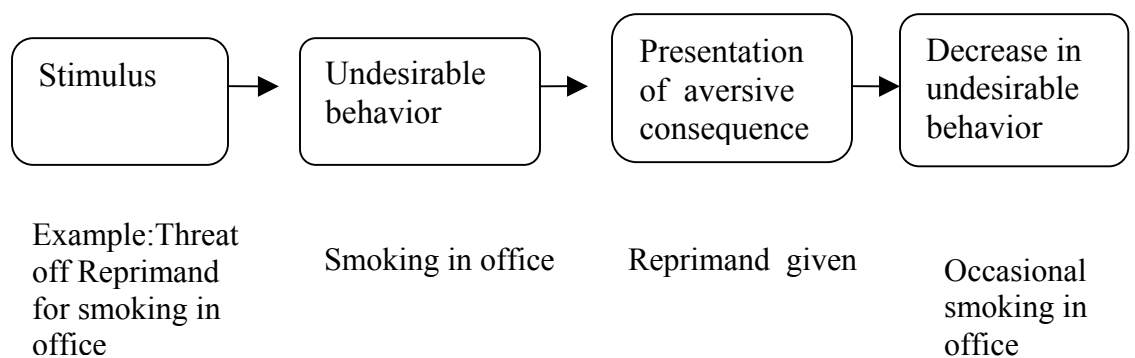 Stimulus
Undesirable
behavior
Presentation
of aversive
consequence
Decrease in
undesirable
behavior
Example:Threat
off Reprimand
for smoking in
office
Smoking in office
Reprimand given
Occasional
smoking in
office